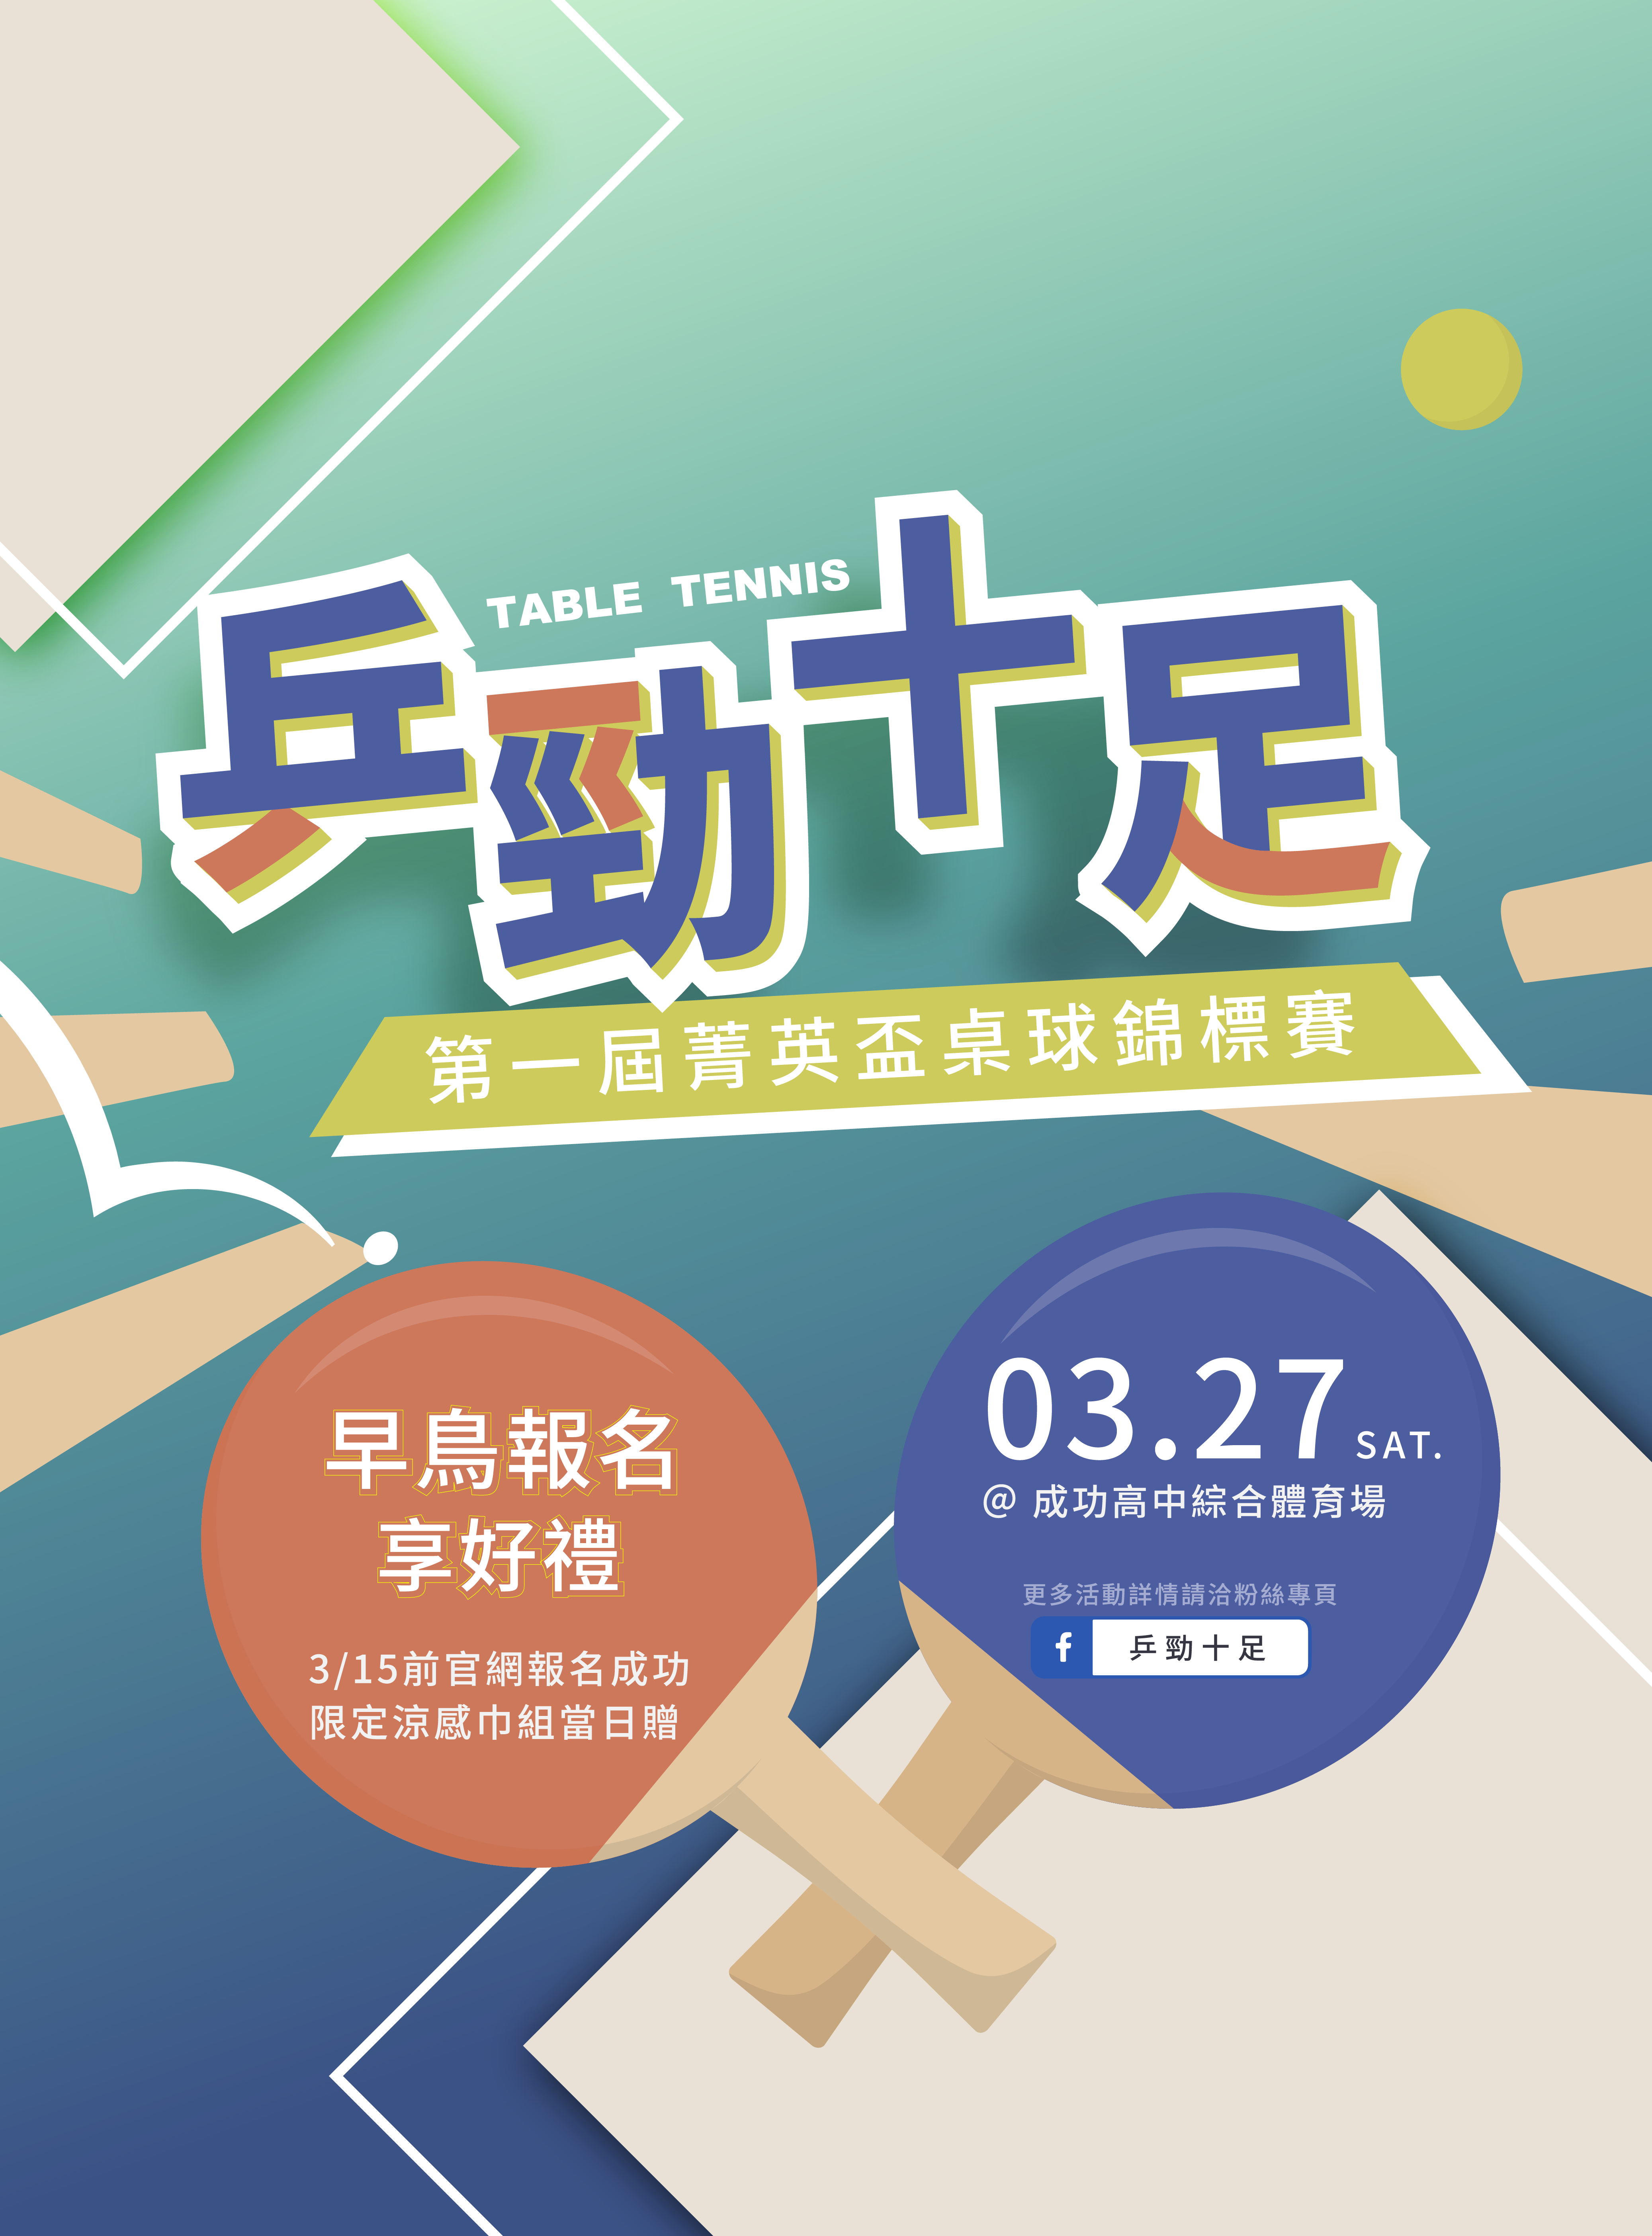 TABLE TENNIS
乒勁十足
第一屆菁英盃桌球錦標賽
早鳥報名
享好禮
3/15前官網報名成功
限定涼感巾組當日贈
03.27 SAT.
@ 成功高中綜合體育場
更多活動詳情請洽粉絲專頁
f 乒勁十足